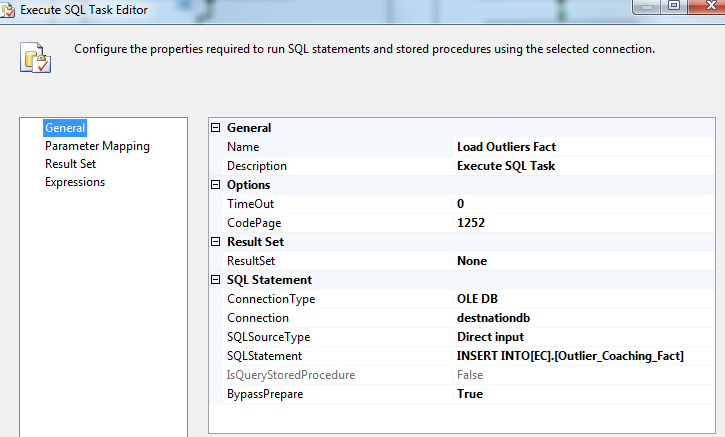 Execute SQL Task Editor
Configure the properties required to run SQL statements and stored procedures using the selected connection.
General
Parameter Mapping
Result Set
Expressions
General
Name Load Outliers Fact
Description Execute SQL Task
Options
TimeOut 0
CodePage 1252
Result Set
ResultSet None
SQL Statement
ConnectionType OLE DB
Connection destnationdb
SQLSourceType Direct input
SQLStatement INSERT INTO[EC].[Outlier_Coaching_Fact]
IsQueryStoredProcedure False
BypassPrepare True